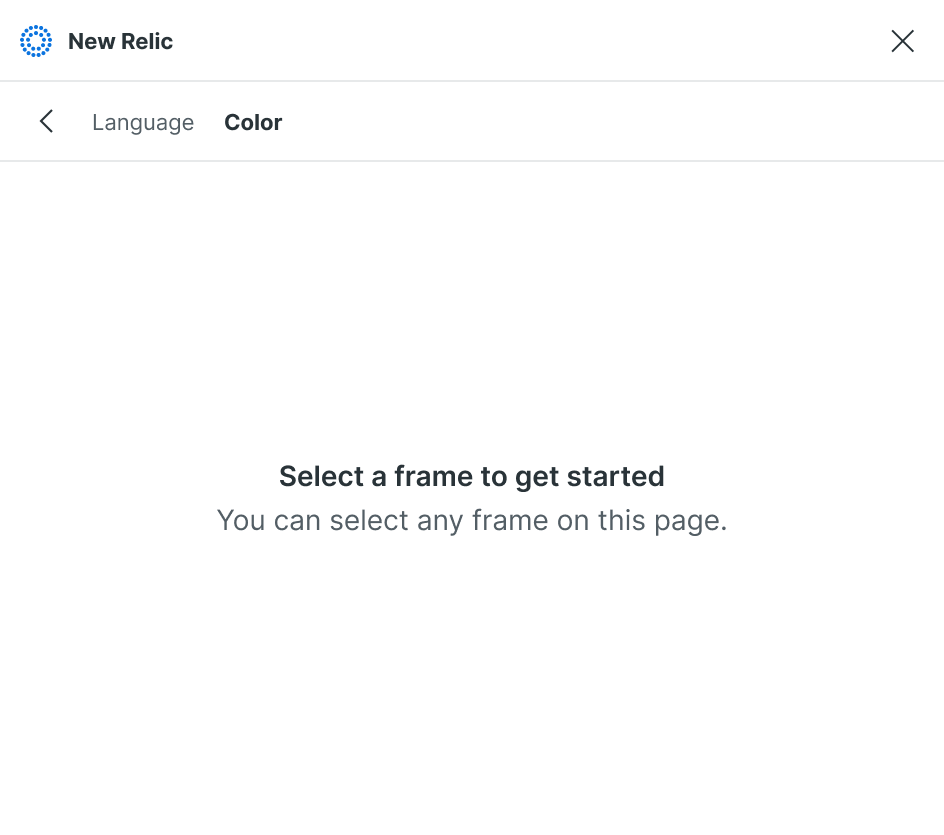 New Relic
Language Color
Select a frame to get started
You can select any frame on this page.